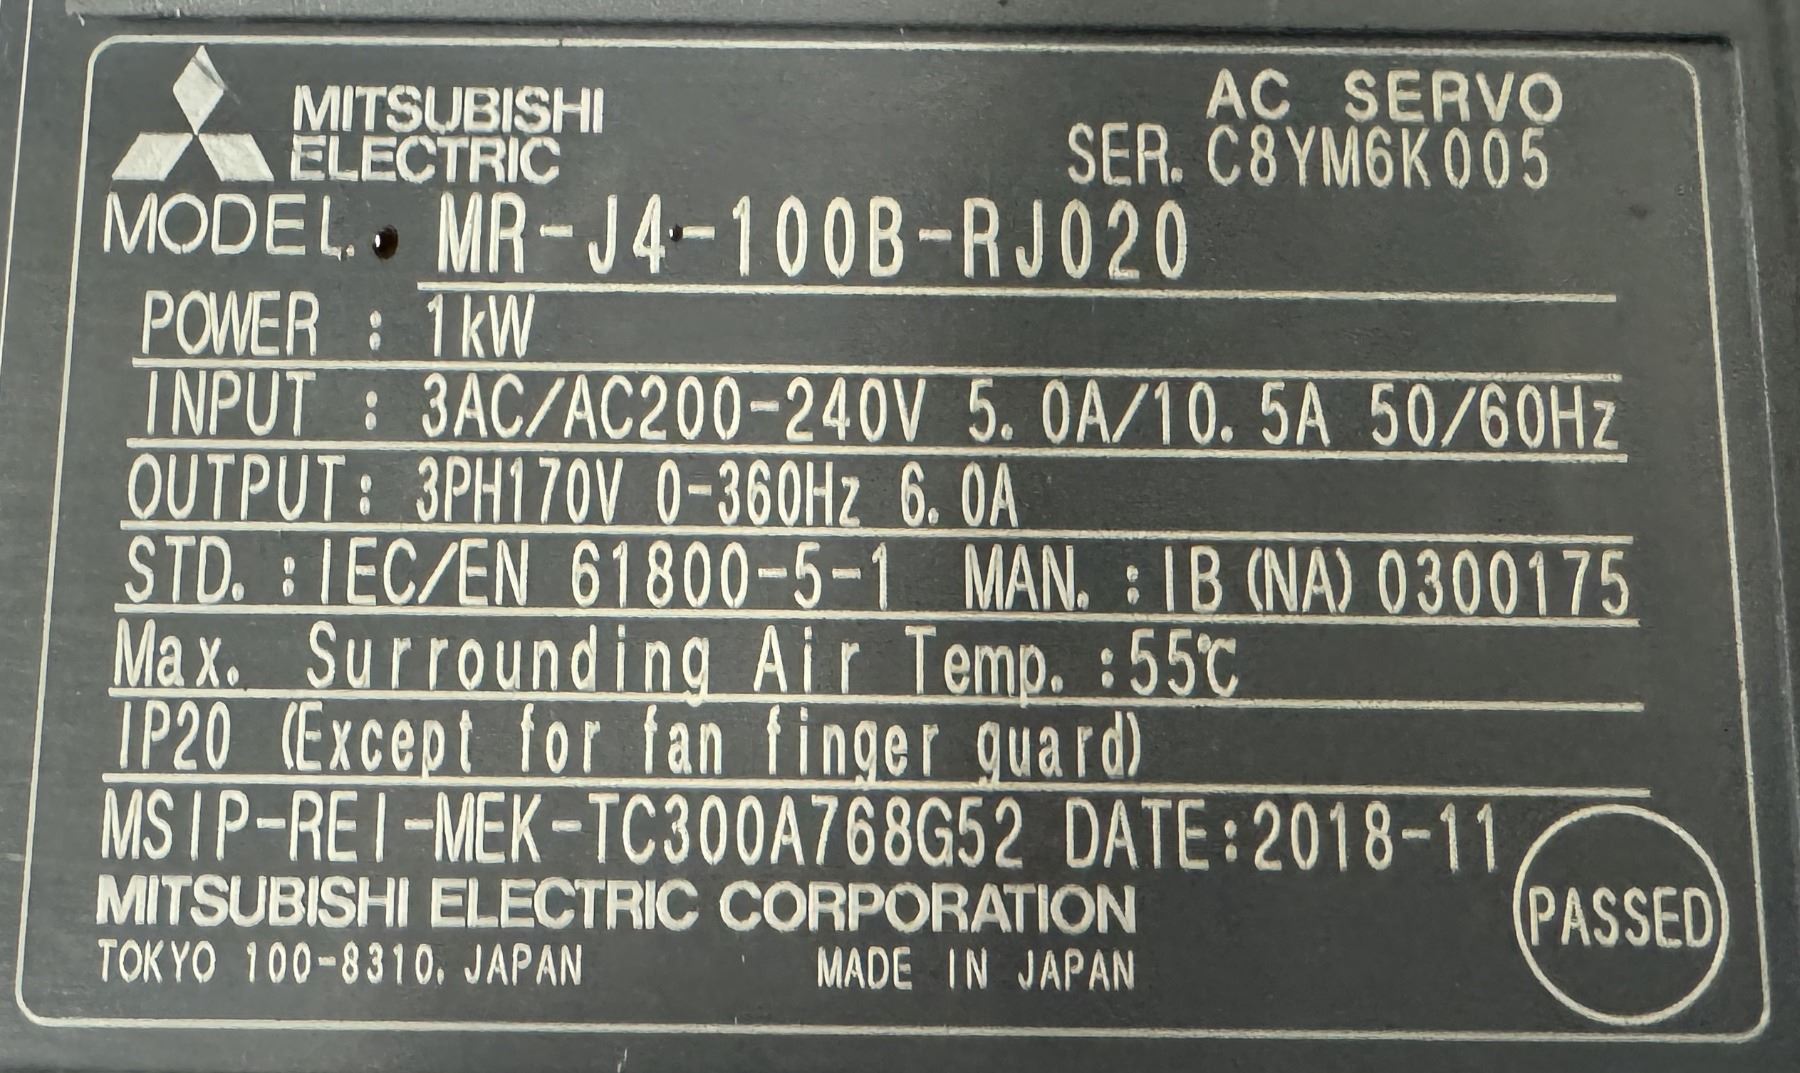 MITSUBISHI
ELECTRIC
AC SERVO
SER. C8YM6K005
MODEL. MR-J4-100B-RJ020
POWER : 1kW
INPUT : 3AC/AC200-240V 5.0A/10.5A 50/60Hz
OUTPUT: 3PH170V 0-360Hz 6.0A
STD. :IEC/EN 61800-5-1 MAN. :IB(NA)0300175
Max. Surrounding Air Temp. :55℃
IP20 (Except for fan finger guard)
MSIP-REI-MEK-TC300A768G52 DATE:2018-11
PASSED
MITSUBISHI ELECTRIC CORPORATION
TOKYO 100-8310, JAPAN MADE IN JAPAN